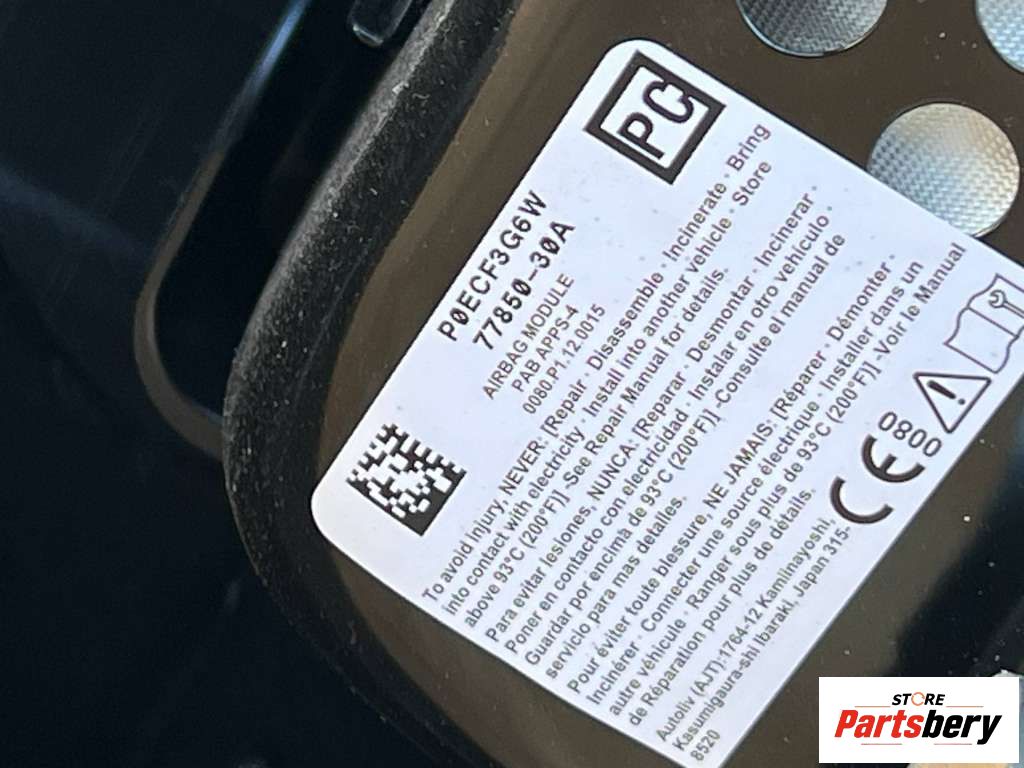 PC
P0ECF3G6W
77850-30A
AIRBAG MODULE
PAB APPS-4
0080.P1.12.0015
To avoid injury, NEVER: [Repair · Disassemble · Incinerate · Bring
into contact with electricity · Install into another vehicle · Store
above 93°C (200°F)] -See Repair Manual for details.
Para evitar lesiones, NUNCA: [Reparar · Desmontar · Incinerar ·
Poner en contacto con electricidad · Instalar en otro vehículo ·
Guardar por encimta de 93°C (200°F)] -Consulte el manual de
servicio para mas detalles.
Pour éviter toute blessure, NE JAMAIS: [Réparer · Démonter ·
Incinérer · Connecter une source électrique · Installer dans un
autre véhicule · Ranger sous plus de 93°C (200°F)] -Voir le Manual
de Réparation pour plus de détails.
Autoliv (AJT):1764-12 Kamiinayoshi,
Kasumigaura-shi Ibaraki, Japan 315-
8520
CE 0800
STORE
Partsbery